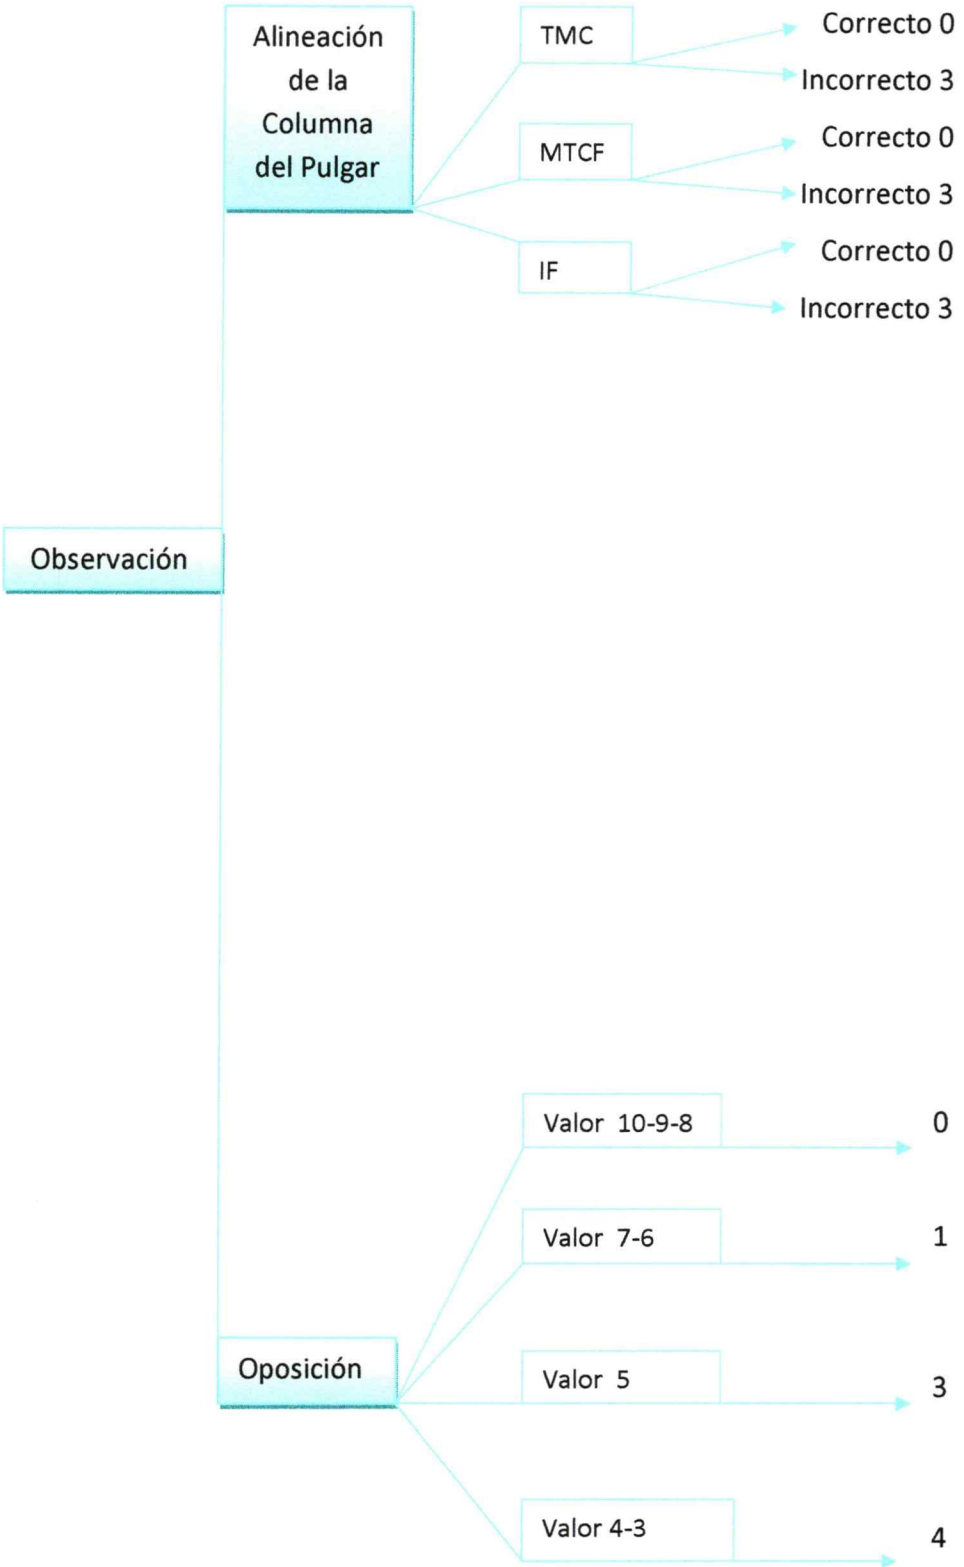 Alineación
de la
Columna
del Pulgar
TMC
Correcto 0
Incorrecto 3
MTCF
Correcto 0
Incorrecto 3
IF
Correcto 0
Incorrecto 3
Observación
Oposición
Valor 10-9-8
0
Valor 7-6
1
Valor 5
3
Valor 4-3
4